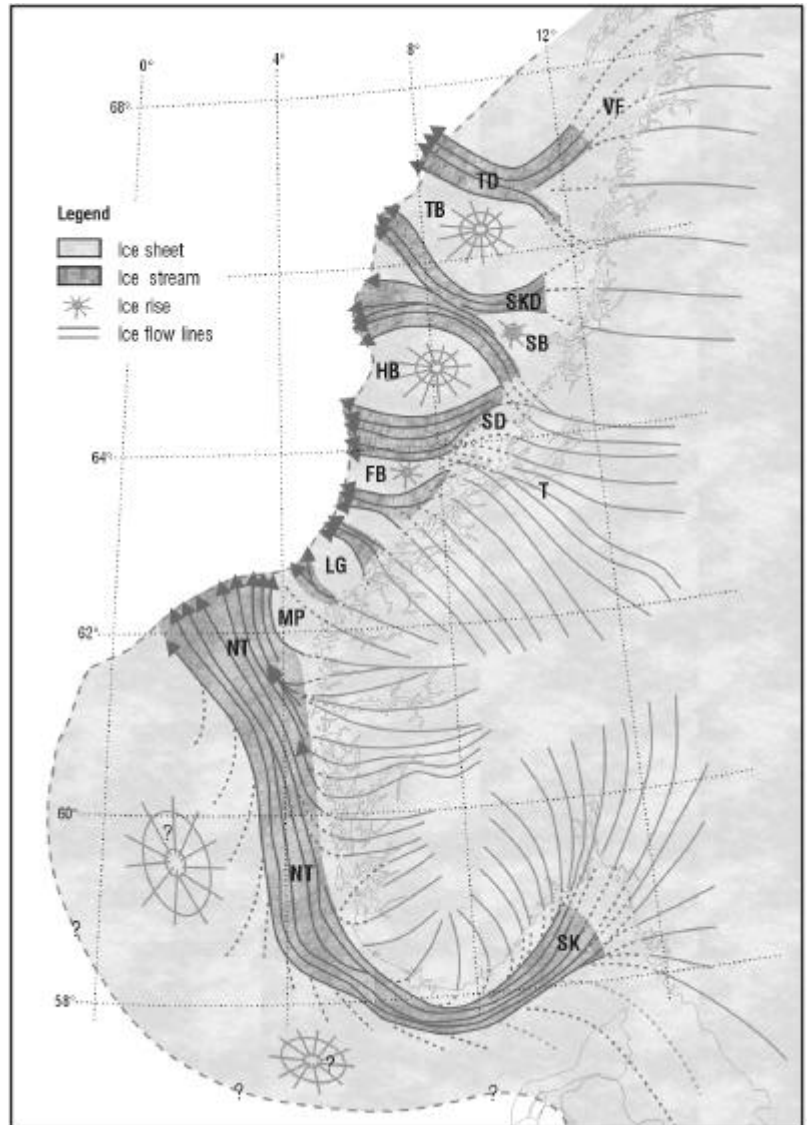 12°
8°
4°
0°
68°
VF
TD
TB
Legend
Ice sheet
Ice stream
Ice rise
Ice flow lines
SKD
SB
HB
SD
64°
FB
T
LG
MP
62°
NT
60°
?
NT
?
SK
58°
?
?
?